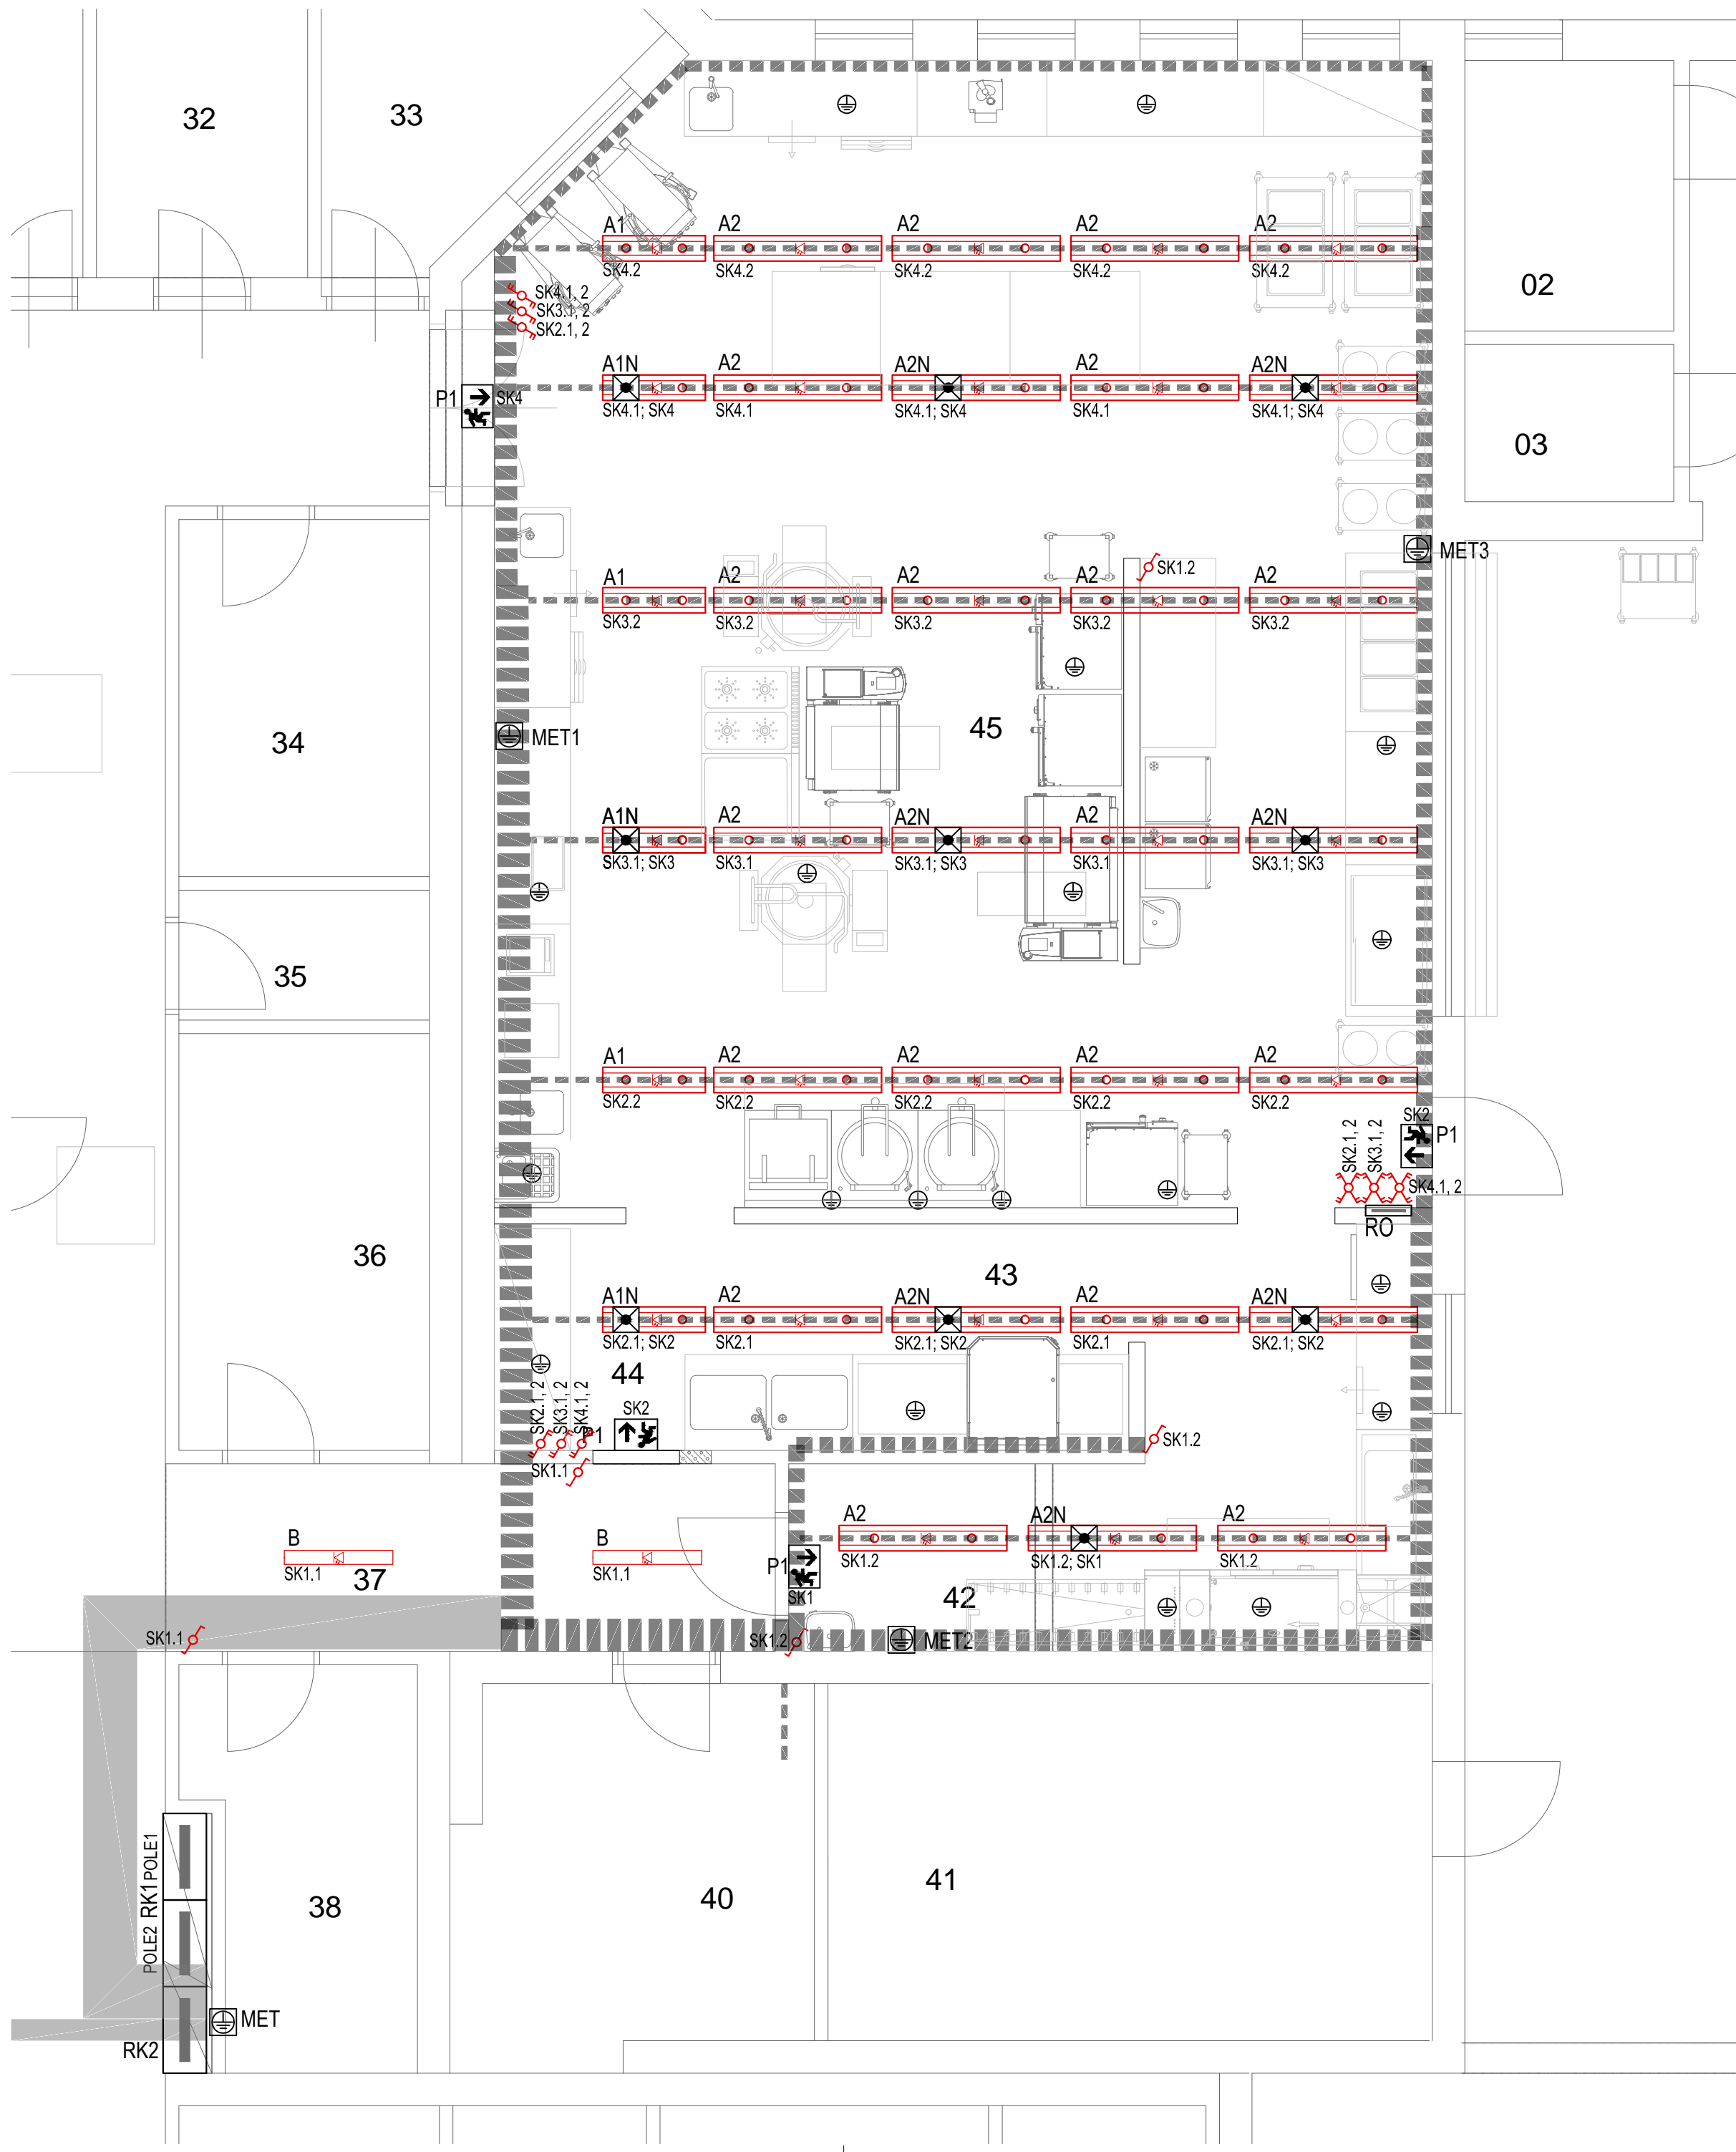 32
33
A1
A2
A2
A2
A2
02
SK4.2
SK4.2
SK4.2
SK4.2
SK4.2
SK4.1, 2
SK3.1, 2
SK2.1, 2
A1N
A2
A2N
A2
A2N
P1
SK4
SK4.1; SK4
SK4.1
SK4.1; SK4
SK4.1
SK4.1; SK4
03
MET3
SK1.2
A1
A2
A2
A2
A2
SK3.2
SK3.2
SK3.2
SK3.2
SK3.2
45
34
MET1
A1N
A2
A2N
A2
A2N
SK3.1; SK3
SK3.1
SK3.1; SK3
SK3.1
SK3.1; SK3
35
A1
A2
A2
A2
A2
SK2.2
SK2.2
SK2.2
SK2.2
SK2.2
SK2
P1
SK2.1, 2
SK3.1, 2
SK4.1, 2
RO
36
43
A1N
A2
A2N
A2
A2N
SK2.1; SK2
SK2.1
SK2.1; SK2
SK2.1
SK2.1; SK2
44
SK2.1, 2
SK3.1, 2
SK4.1, 2
SK2
P1
SK1.2
SK1.1
A2
A2N
A2
B
B
P1
SK1.2
SK1.2; SK1
SK1.2
SK1.1
SK1.1
37
SK1
42
SK1.1
SK1.2
MET2
POLE1
RK1
POLE2
38
40
41
MET
RK2